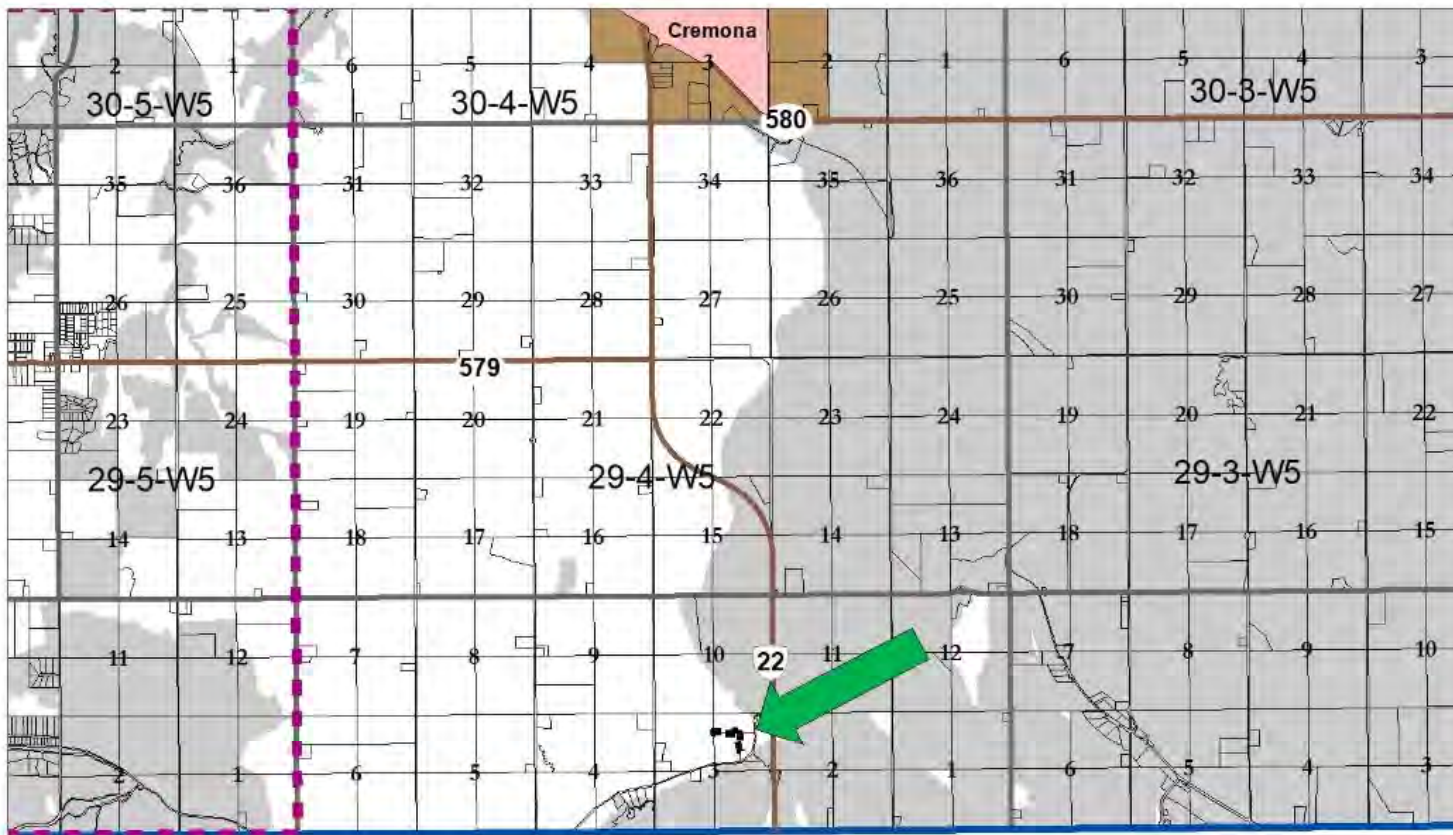 Cremona
2 1 6 5 4 3 2 1 6 5 4 3
30-5-W5 30-4-W5 30-3-W5
580
35 36 31 32 33 34 35 36 31 32 33 34
26 25 30 29 28 27 26 25 30 29 28 27
579
23 24 19 20 21 22 23 24 19 20 21 22
29-5-W5 29-4-W5 29-3-W5
14 13 18 17 16 15 14 13 18 17 16 15
11 12 7 8 9 10 22 11 12 7 8 9 10
2 1 6 5 4 3 2 1 6 5 4 3